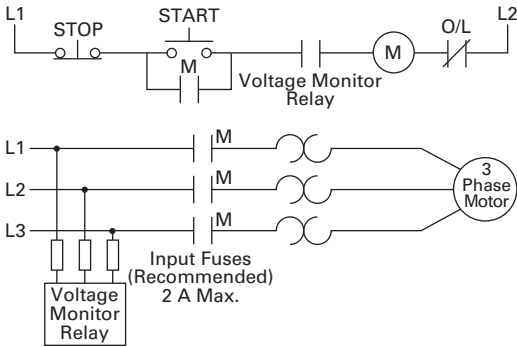 L1
L2
STOP
START
O/L
M
M
Voltage Monitor
Relay
L1
M
L2
M
L3
M
3
Phase
Motor
Input Fuses
(Recommended)
2 A Max.
Voltage
Monitor
Relay